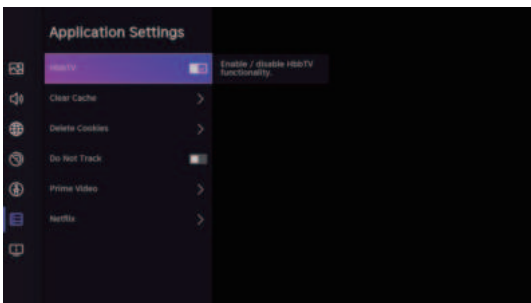 Application Settings
HbbTV
Enable / disable HbbTV
functionality.
Clear Cache
Delete Cookies
Do Not Track
Prime Video
Netflix